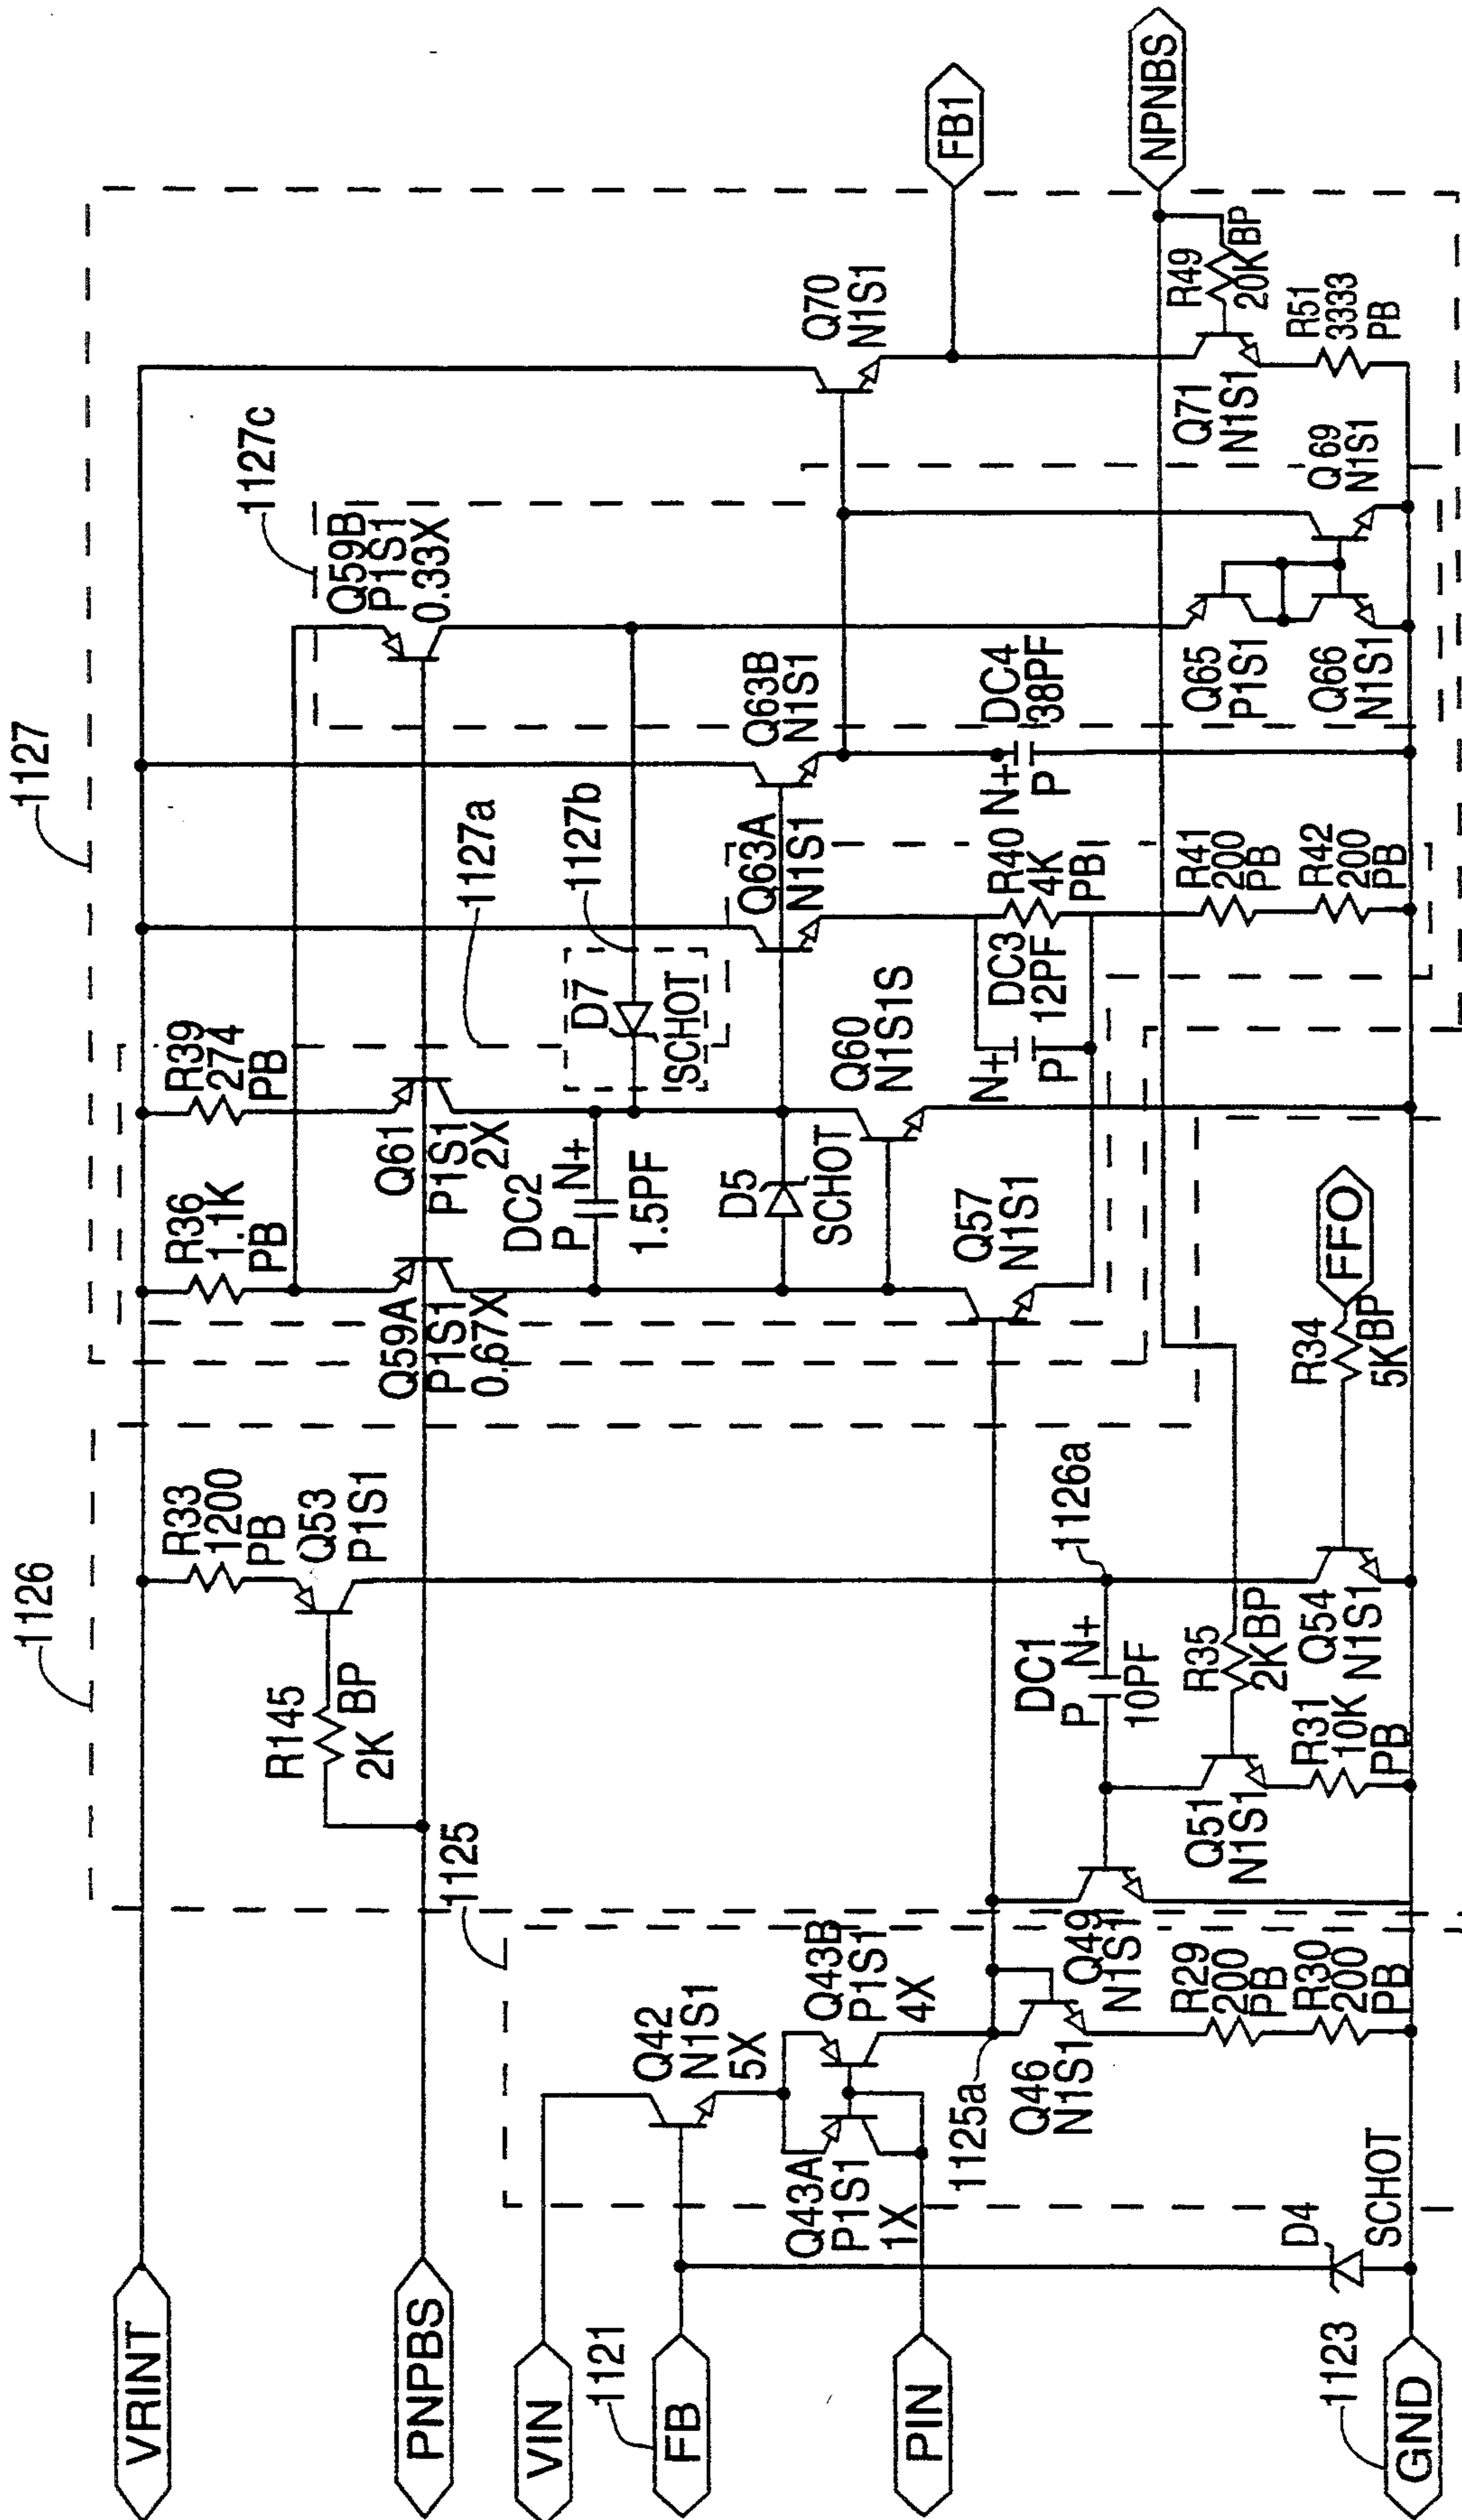 1126
1127
VRINT
R33
1200
PB
R36
1.1K
PB
R39
274
PB
1127c
Q53
P1S1
R145
2K BP
PNPBS
Q59A
P1S1
0.67X
Q61
P1S1
2X
1127a
Q59B
P1S1
0.33X
1125
VIN
DC2
P N+
1.5PF
D7
SCHOT
1127b
1121
FB
Q42
N1S1
5X
D5
SCHOT
Q63A
N1S1
Q63B
N1S1
Q70
N1S1
Q43A
P1S1
1X
Q43B
P1S1
4X
PIN
Q60
N1S1S
FB1
1125a
Q46
N1S1
Q49
N1S1
Q57
N1S1
DC3
12PF
N+
P
R40
4K
PB
DC4
38PF
N+
P
DC1
P N+
10PF
1126a
NPNBS
R49
20K BP
R29
200
PB
R30
200
PB
Q51
N1S1
R35
2K BP
R31
10K
PB
Q54
N1S1
R34
5K BP
FFO
R41
200
PB
R42
200
PB
Q65
P1S1
Q66
N1S1
Q69
N1S1
Q71
N1S1
R51
3333
PB
D4
SCHOT
1123
GND